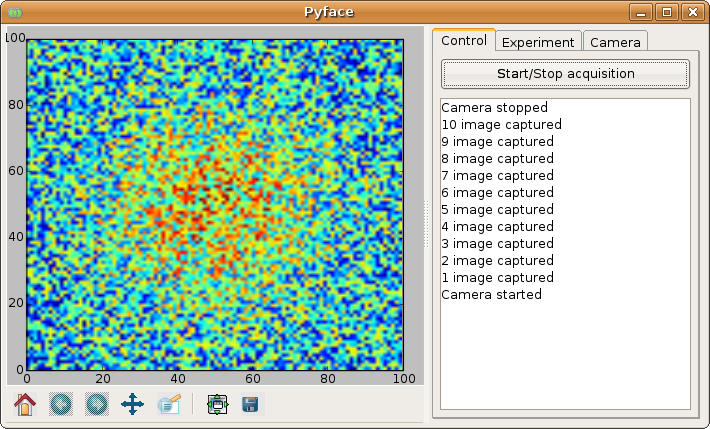 Pyface
100
80
60
40
20
0
0 20 40 60 80 100
Control Experiment Camera
Start/Stop acquisition
Camera stopped
10 image captured
9 image captured
8 image captured
7 image captured
6 image captured
5 image captured
4 image captured
3 image captured
2 image captured
1 image captured
Camera started